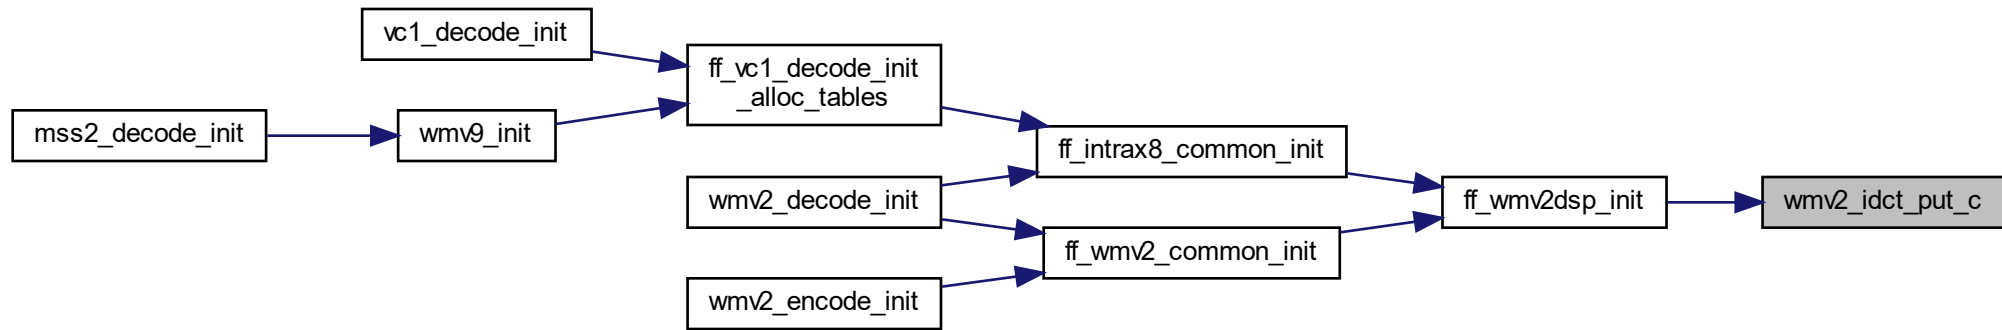 vc1_decode_init
ff_vc1_decode_init
_alloc_tables
mss2_decode_init
wmv9_init
ff_intrax8_common_init
wmv2_decode_init
ff_wmv2dsp_init
wmv2_idct_put_c
ff_wmv2_common_init
wmv2_encode_init